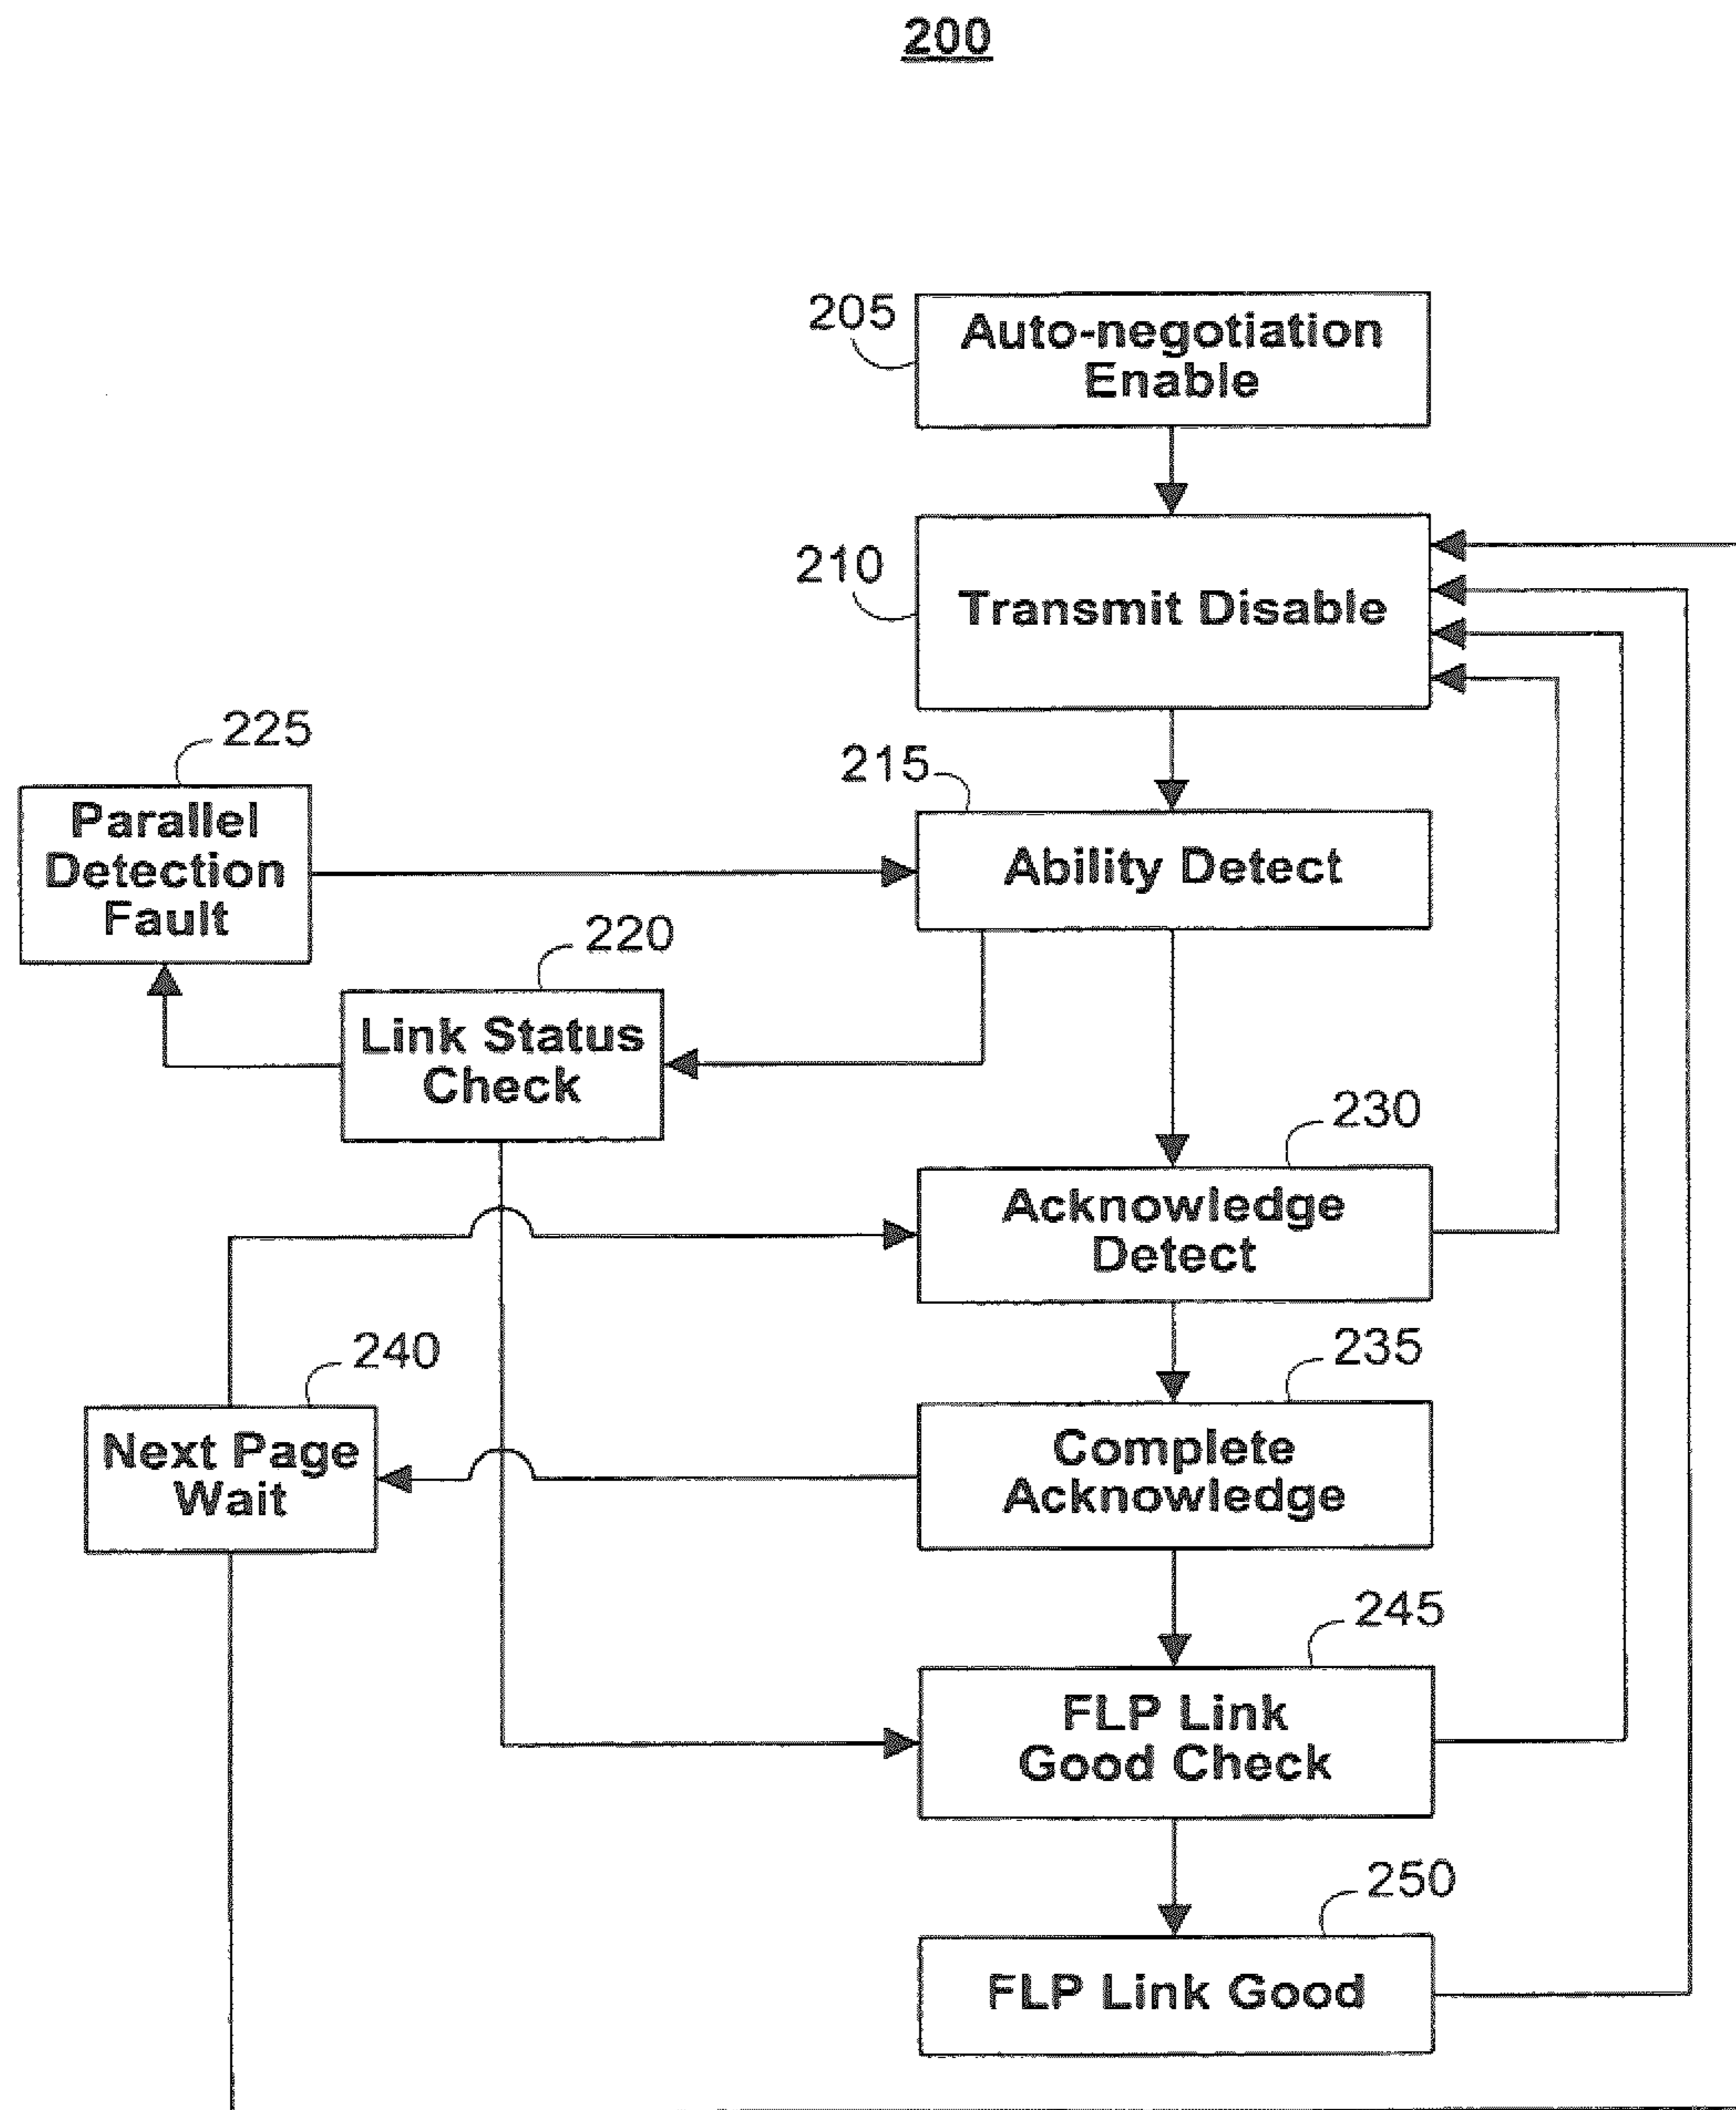 200
205
Auto-negotiation
Enable
210
Transmit Disable
225
Parallel
Detection
Fault
215
Ability Detect
220
Link Status
Check
230
Acknowledge
Detect
240
Next Page
Wait
235
Complete
Acknowledge
245
FLP Link
Good Check
250
FLP Link Good